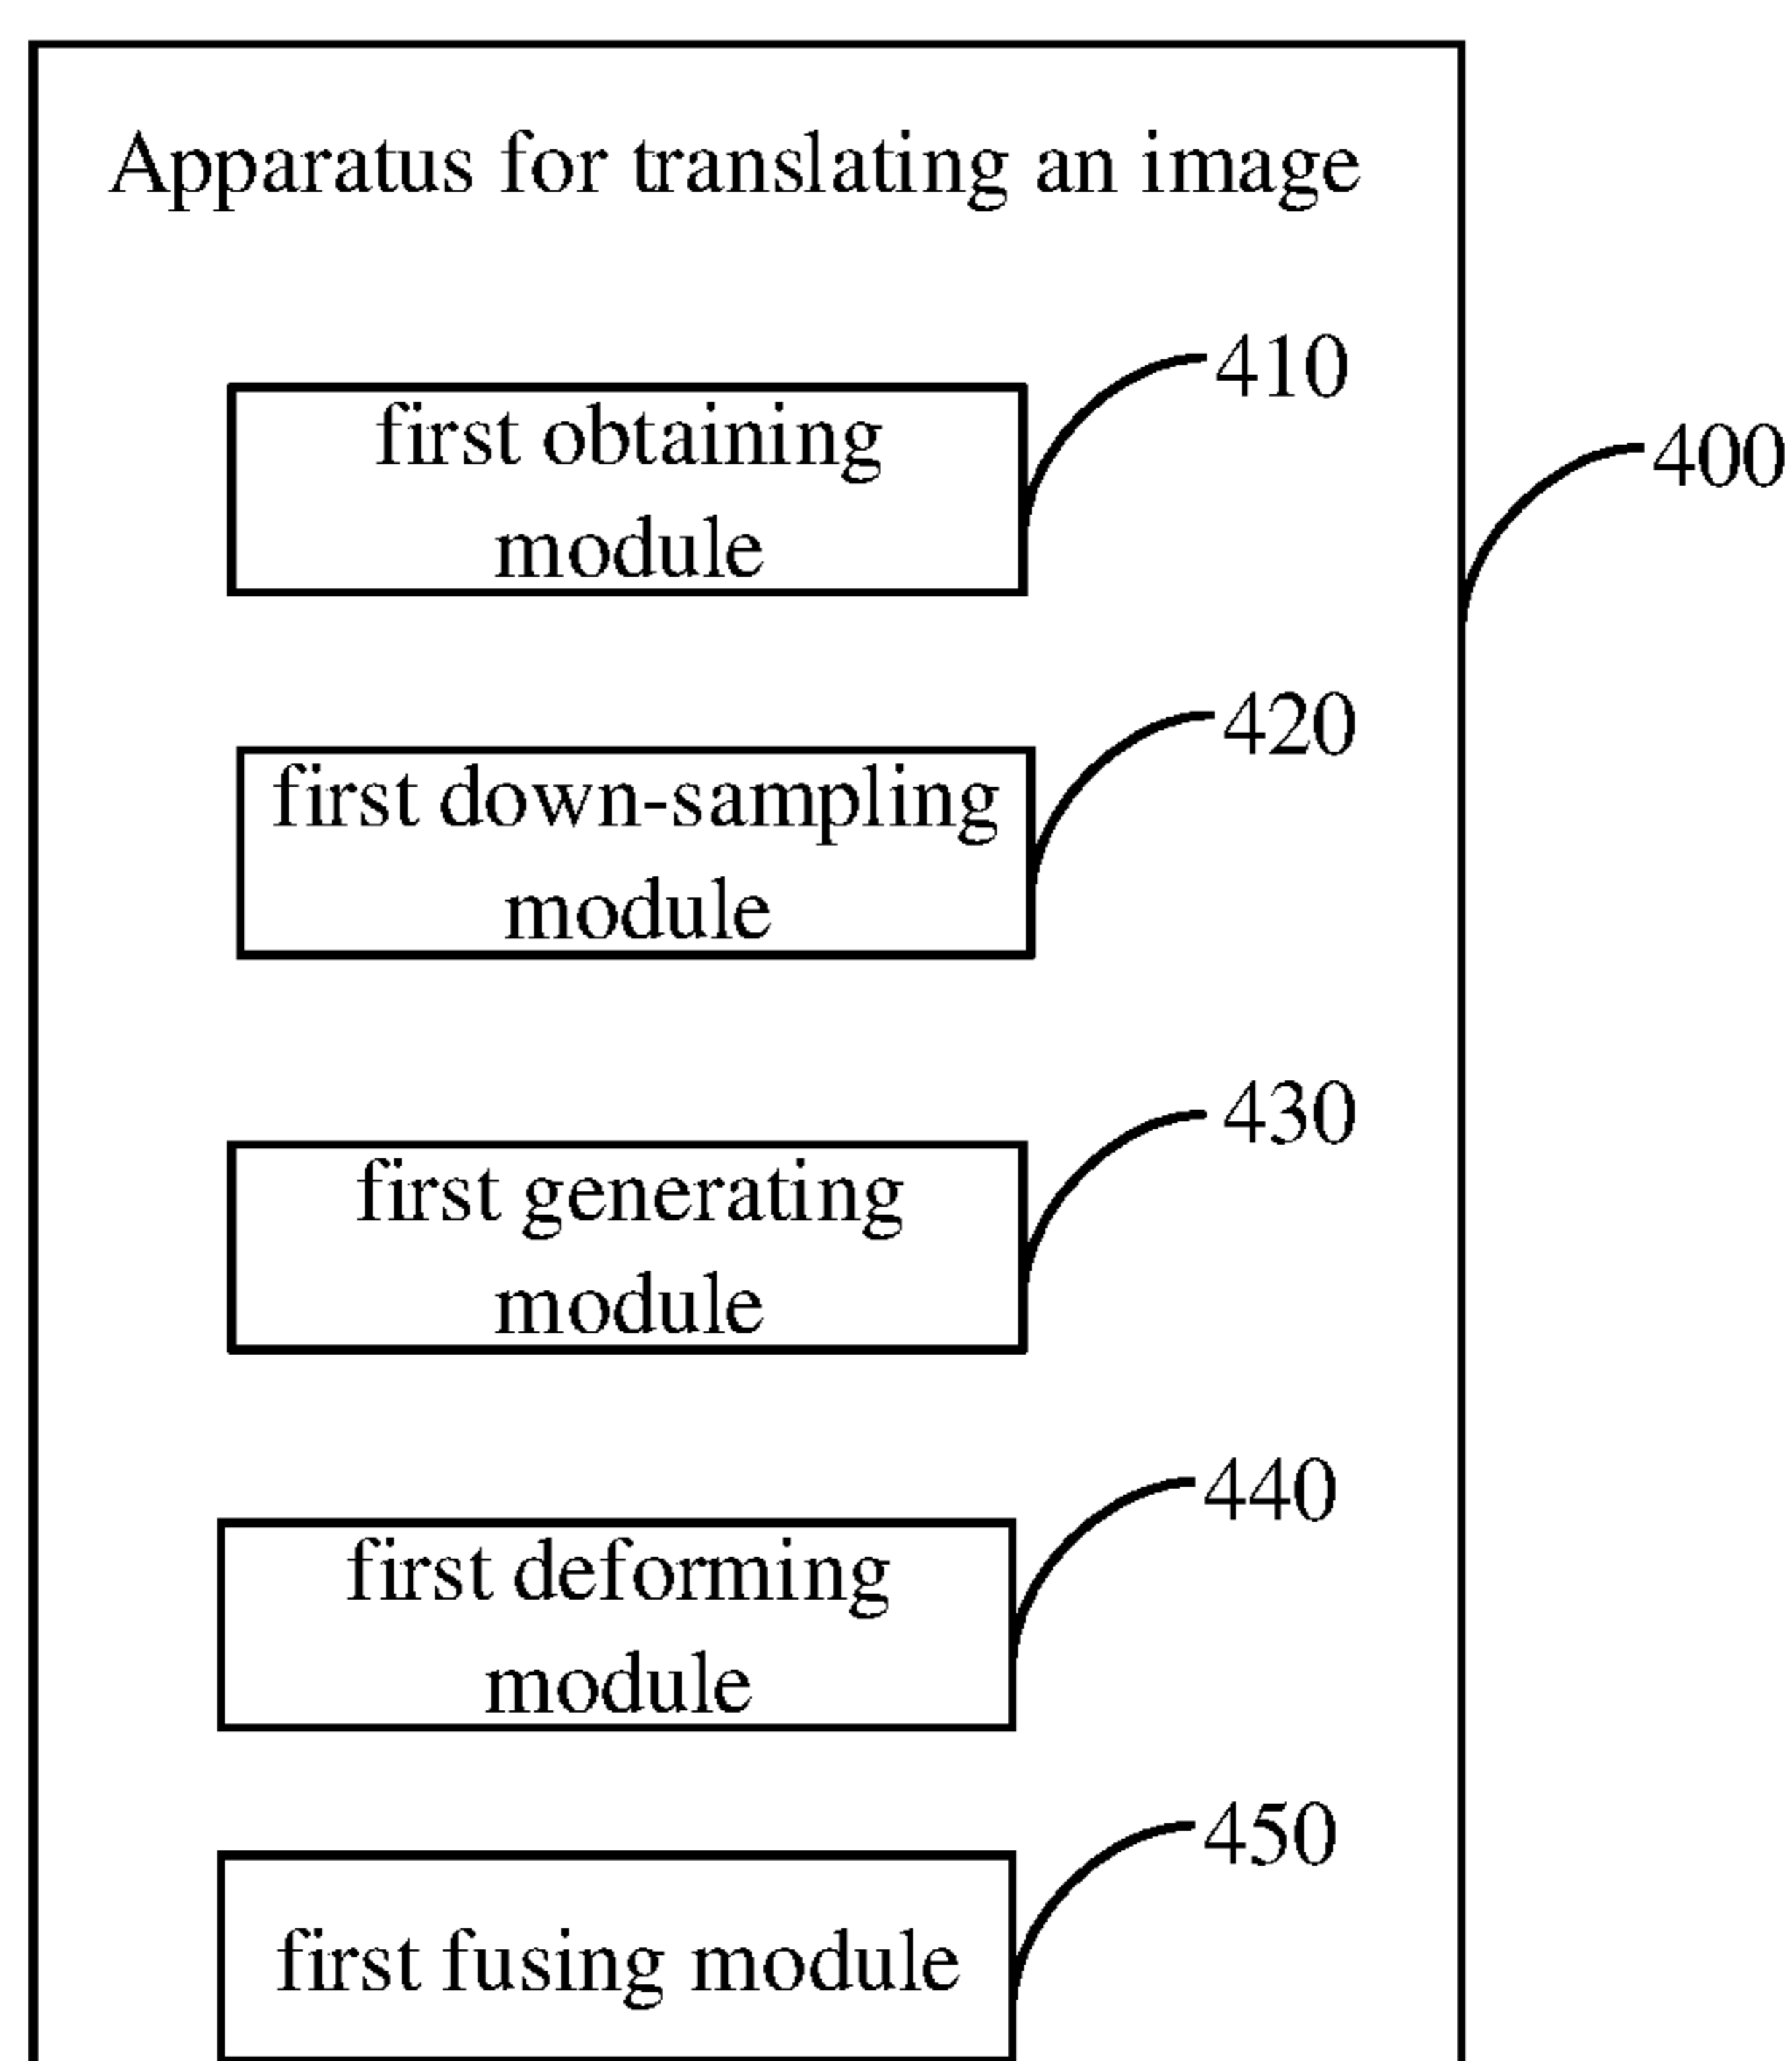 Apparatus for translating an image
410
first obtaining
module
400
420
first down-sampling
module
430
first generating
module
440
first deforming
module
450
first fusing module